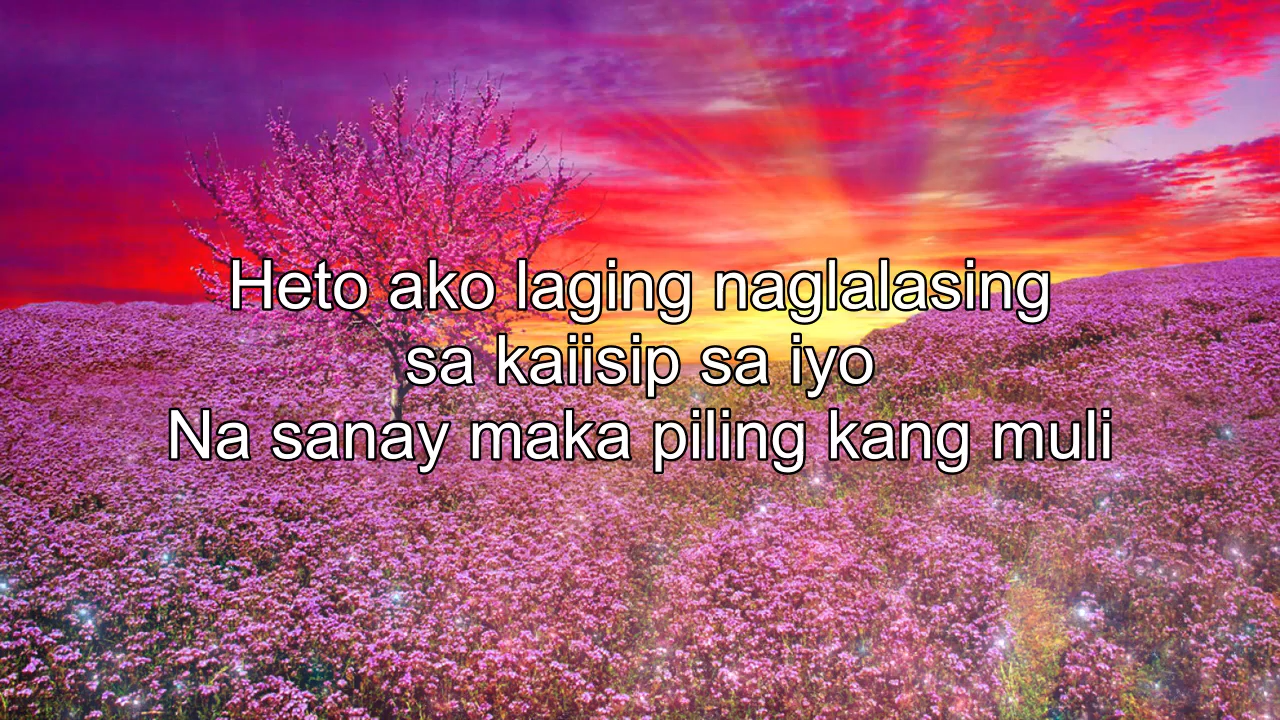 Heto ako laging naglalasing
sa kaiisip sa iyo
Na sanay maka piling kang muli